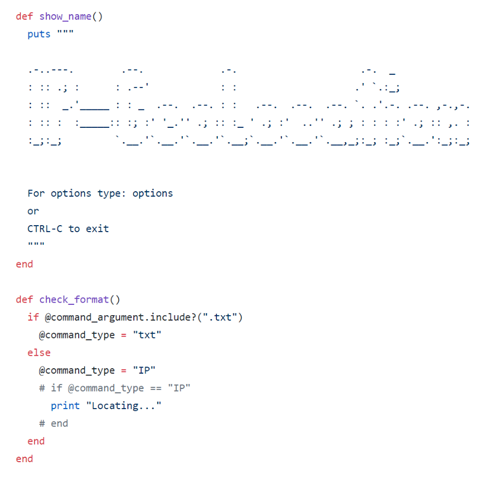 def show_name()
  puts """

  .-..---.        .--.             .-.                     .-.  _
  : :: .; :      : .--'            : :                    .' `.:_;
  : ::  _.'_____ : : _  .--.  .--. : :   .--.  .--.  .--. `. .'.-. .--. ,-.,-.
  : :: :  :_____:: :; :' '_.'' .; :: :_ ' .; :'  ..'' .; ; : : : :' .; :: ,. :
  :_;:_;         `.__.'`.__.'`.__.'`.__;`.__.'`.__.'`.__,_;:_; :_;`.__.':_;:_;


  For options type: options
  or
  CTRL-C to exit
  """
end

def check_format()
  if @command_argument.include?(".txt")
    @command_type = "txt"
  else
    @command_type = "IP"
    # if @command_type == "IP"
      print "Locating..."
    # end
  end
end